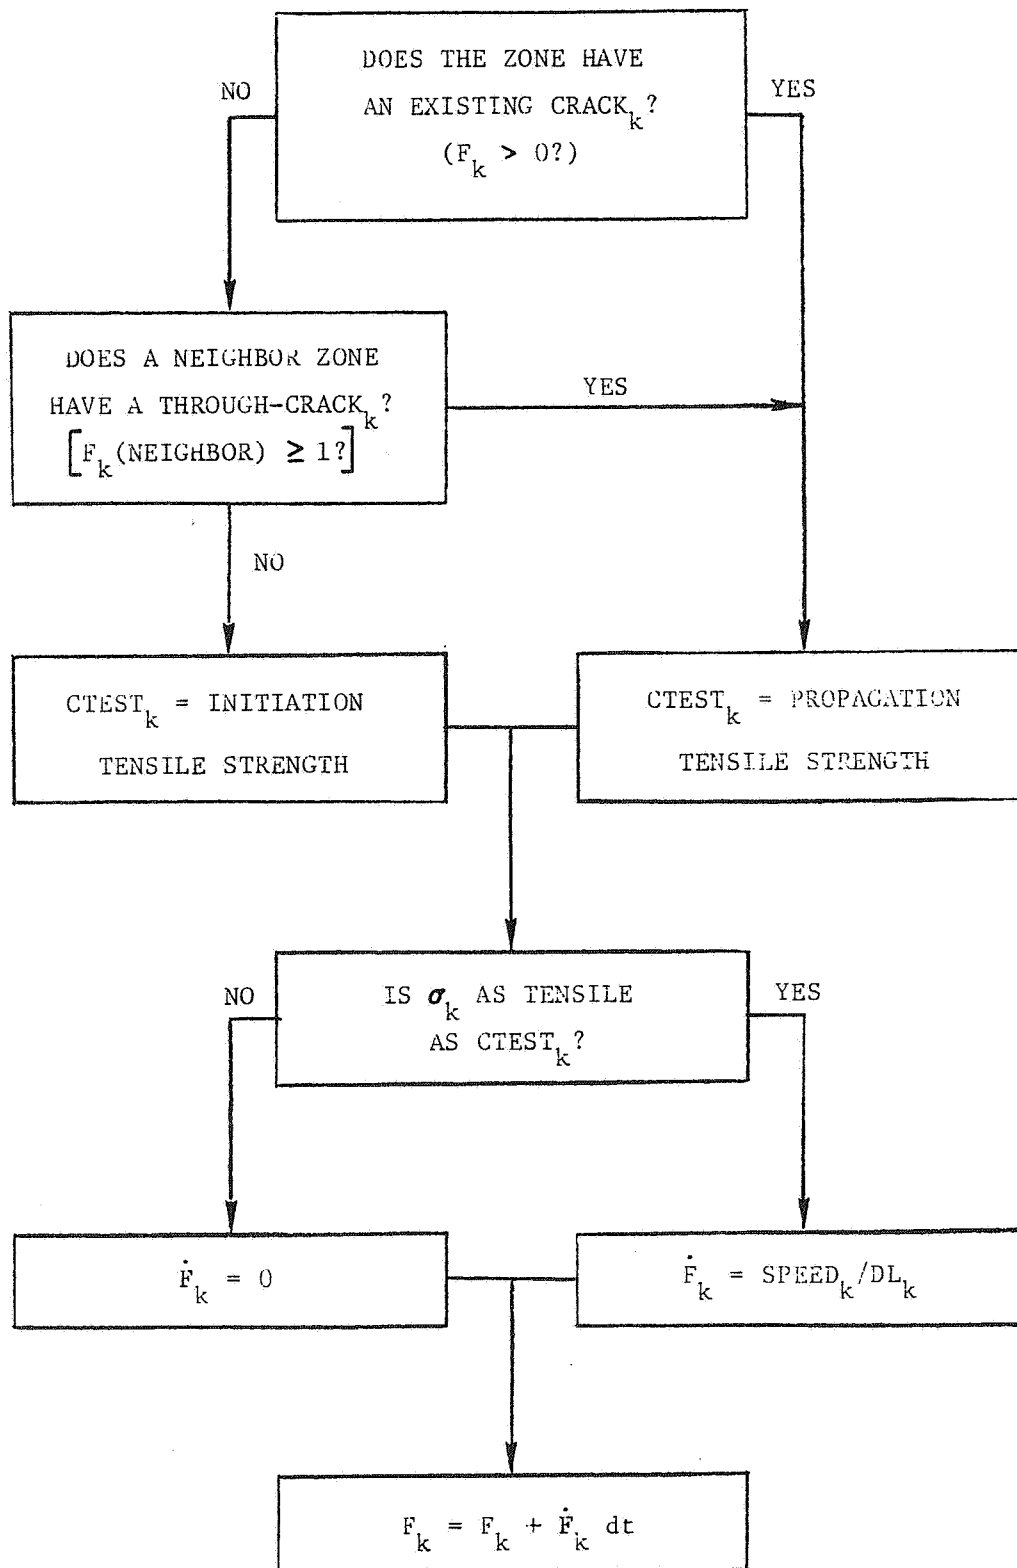 DOES THE ZONE HAVE
AN EXISTING CRACK_k?
(F_k > 0?)
NO
YES
DOES A NEIGHBOR ZONE
HAVE A THROUGH-CRACK_k?
[F_k(NEIGHBOR) ≥ 1?]
YES
NO
CTEST_k = INITIATION
TENSILE STRENGTH
CTEST_k = PROPAGATION
TENSILE STRENGTH
IS σ_k AS TENSILE
AS CTEST_k?
NO
YES
Ḟ_k = 0
Ḟ_k = SPEED_k/DL_k
F_k = F_k + Ḟ_k dt